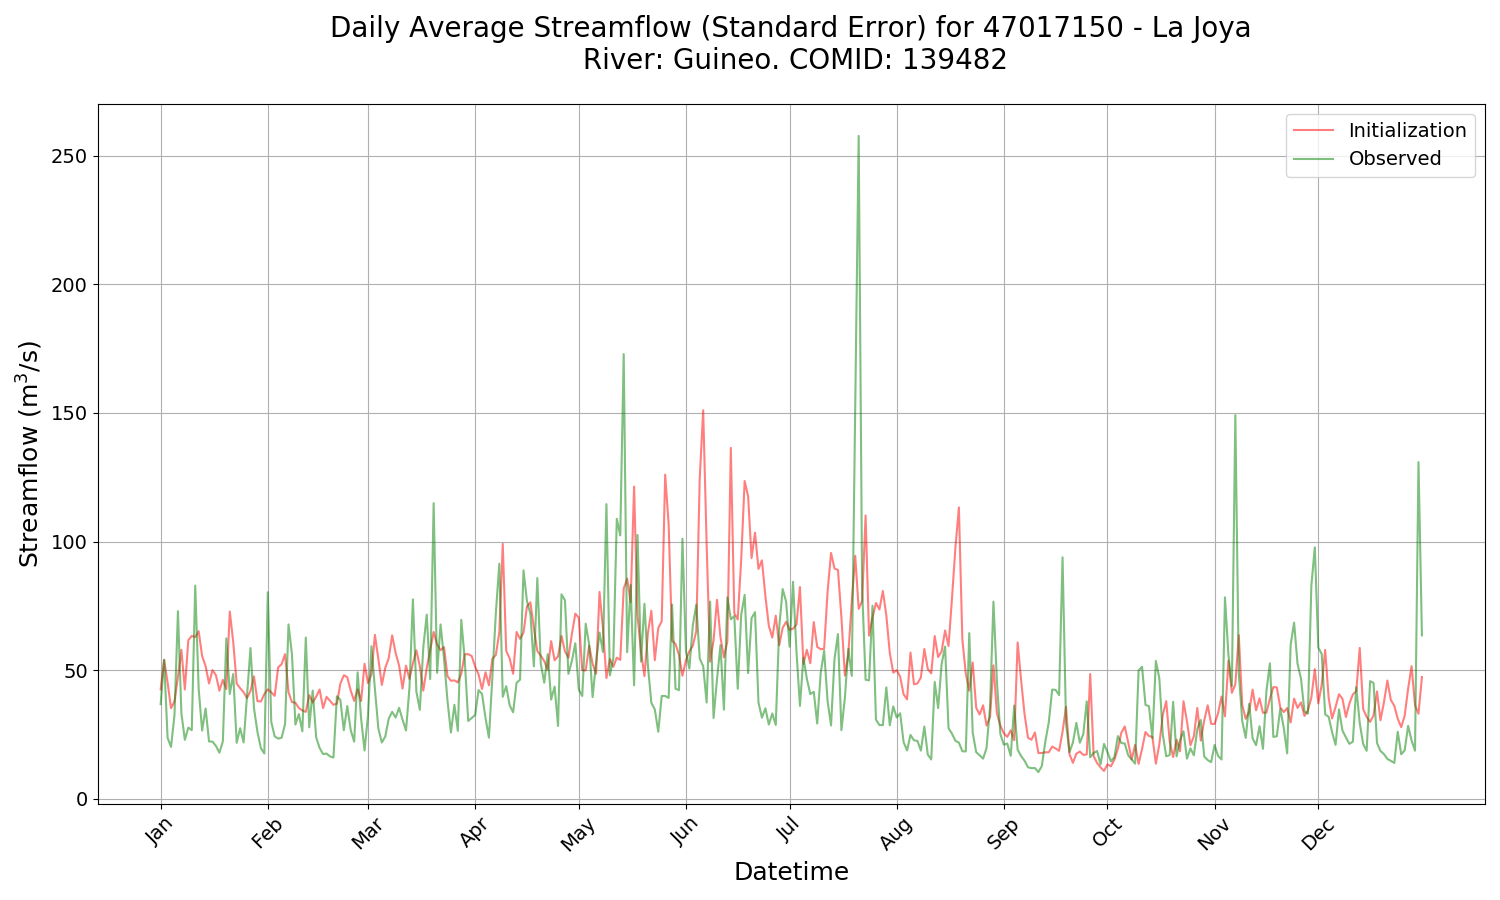 Daily Average Streamflow (Standard Error) for 47017150 - La Joya
River: Guineo. COMID: 139482
Initialization
Observed
250
200
150
100
50
0
Streamflow (m³/s)
Jan
Feb
Mar
Apr
May
Jun
Jul
Aug
Sep
Oct
Nov
Dec
Datetime